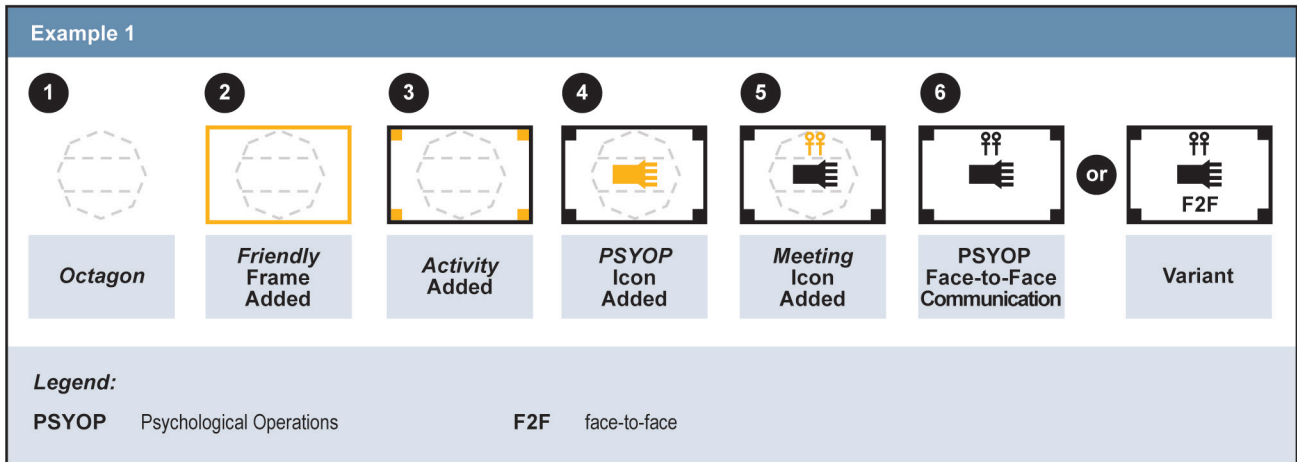 Example 1
1
2
3
4
5
6
or
F2F
Octagon
Friendly
Frame
Added
Activity
Added
PSYOP
Icon
Added
Meeting
Icon
Added
PSYOP
Face-to-Face
Communication
Variant
Legend:
PSYOP Psychological Operations
F2F face-to-face